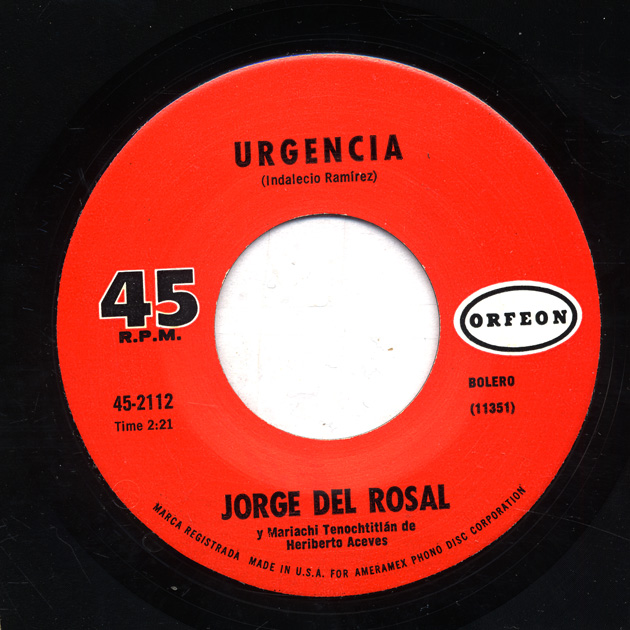 URGENCIA
(Indalecio Ramírez)
45
R.P.M.
ORFEON
45-2112
Time 2:21
BOLERO
(11351)
JORGE DEL ROSAL
y Mariachi Tenochtitlán de
Heriberto Aceves
MARCA REGISTRADA MADE IN U.S.A. FOR AMERAMEX PHONO DISC CORPORATION